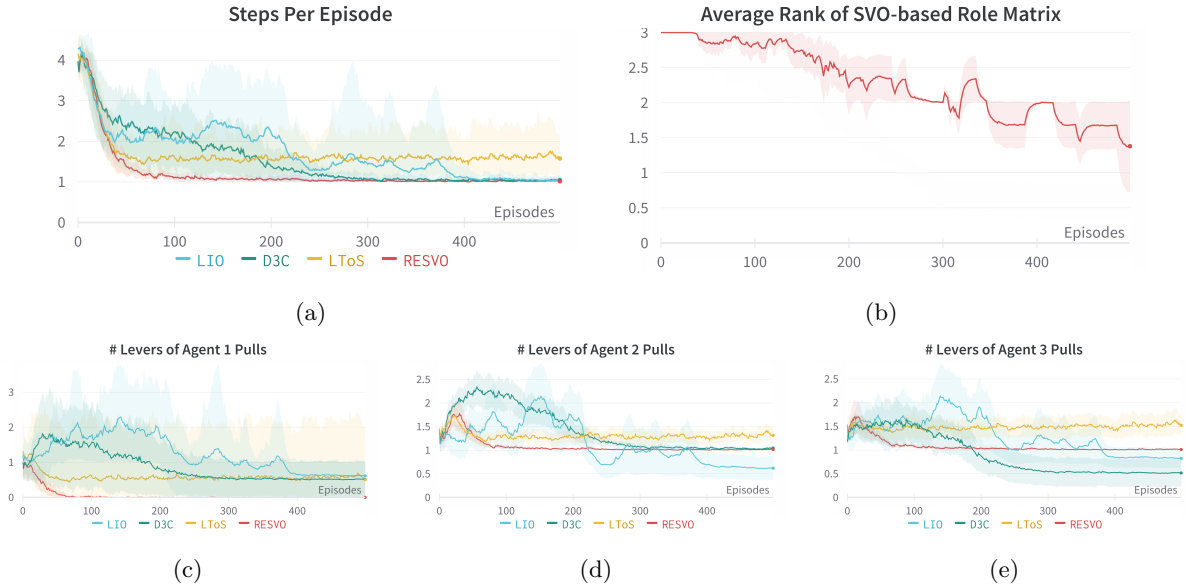 Steps Per Episode
4
3
2
1
0
Episodes
0 100 200 300 400
LIO D3C LToS RESVO
(a)
Average Rank of SVO-based Role Matrix
3
2.5
2
1.5
1
0.5
0
Episodes
0 100 200 300 400
(b)
# Levers of Agent 1 Pulls
3
2
1
0
Episodes
0 100 200 300 400
LIO D3C LToS RESVO
(c)
# Levers of Agent 2 Pulls
2.5
2
1.5
1
0.5
0
Episodes
0 100 200 300 400
LIO D3C LToS RESVO
(d)
# Levers of Agent 3 Pulls
2.5
2
1.5
1
0.5
0
Episodes
0 100 200 300 400
LIO D3C LToS RESVO
(e)